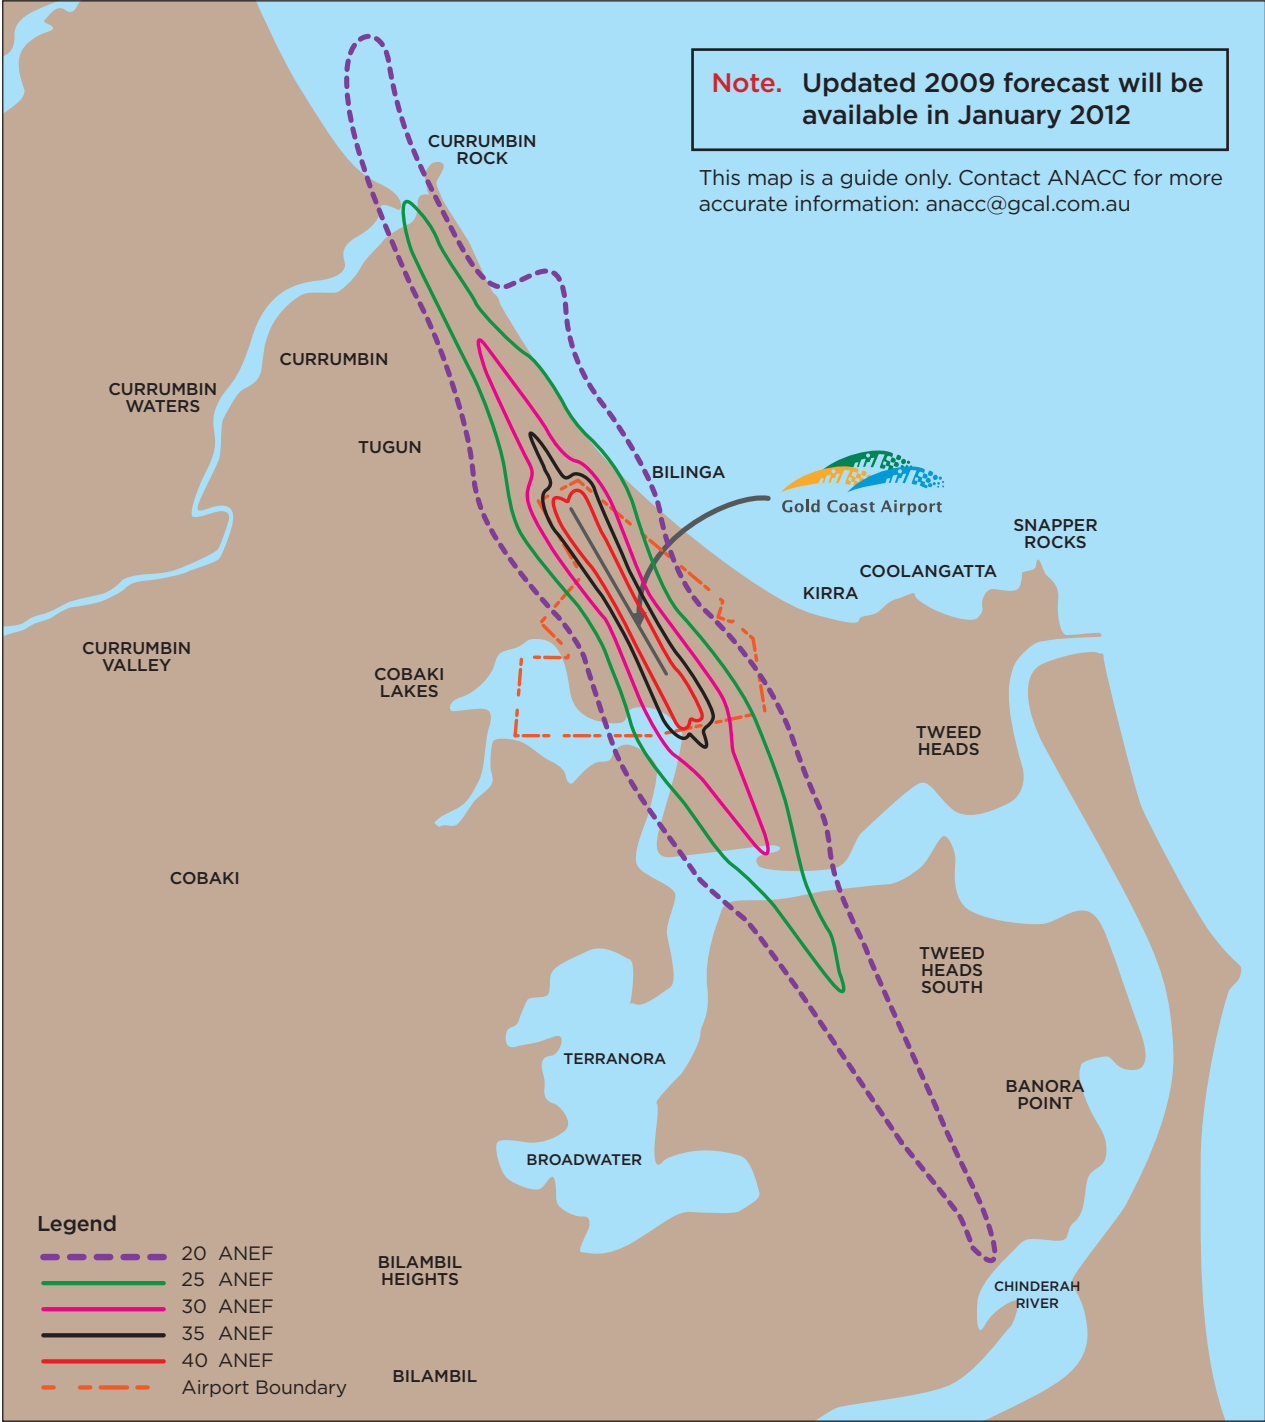 Note. Updated 2009 forecast will be
available in January 2012
This map is a guide only. Contact ANACC for more
accurate information: anacc@gcal.com.au
CURRUMBIN
ROCK
CURRUMBIN
CURRUMBIN
WATERS
TUGUN
BILINGA
Gold Coast Airport
SNAPPER
ROCKS
COOLANGATTA
KIRRA
CURRUMBIN
VALLEY
COBAKI
LAKES
TWEED
HEADS
COBAKI
TWEED
HEADS
SOUTH
TERRANORA
BANORA
POINT
BROADWATER
BILAMBIL
HEIGHTS
CHINDERAH
RIVER
BILAMBIL
Legend
20 ANEF
25 ANEF
30 ANEF
35 ANEF
40 ANEF
Airport Boundary